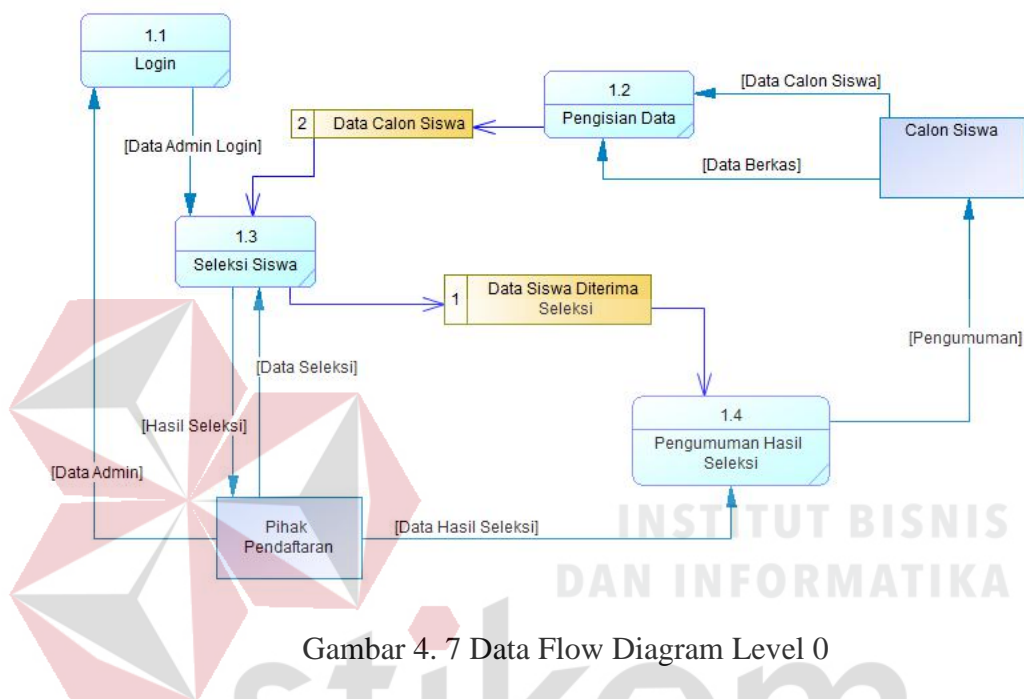 1.1
Login
1.2
Pengisian Data
[Data Calon Siswa]
Calon Siswa
2 Data Calon Siswa
[Data Admin Login]
[Data Berkas]
1.3
Seleksi Siswa
1 Data Siswa Diterima
Seleksi
[Pengumuman]
[Data Seleksi]
1.4
Pengumuman Hasil
Seleksi
[Hasil Seleksi]
[Data Admin]
Pihak
Pendaftaran
[Data Hasil Seleksi]
INSTITUT BISNIS
DAN INFORMATIKA
Gambar 4. 7 Data Flow Diagram Level 0
stikom